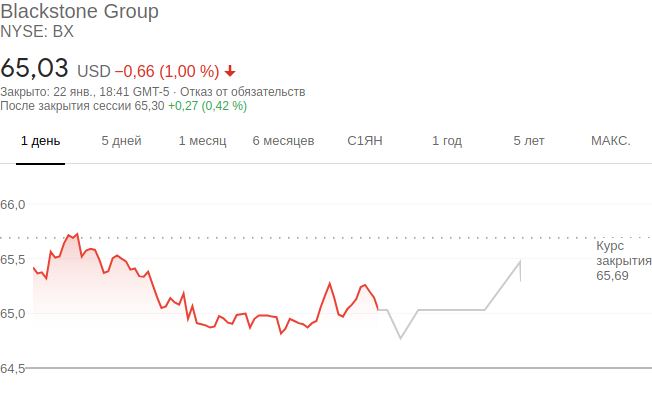 Blackstone Group
NYSE: BX
65,03 USD −0,66 (1,00 %)
Закрыто: 22 янв., 18:41 GMT-5 · Отказ от обязательств
После закрытия сессии 65,30 +0,27 (0,42 %)
1 день 5 дней 1 месяц 6 месяцев С1ЯН 1 год 5 лет МАКС.
66,0
Курс
закрытия
65,69
65,5
65,0
64,5